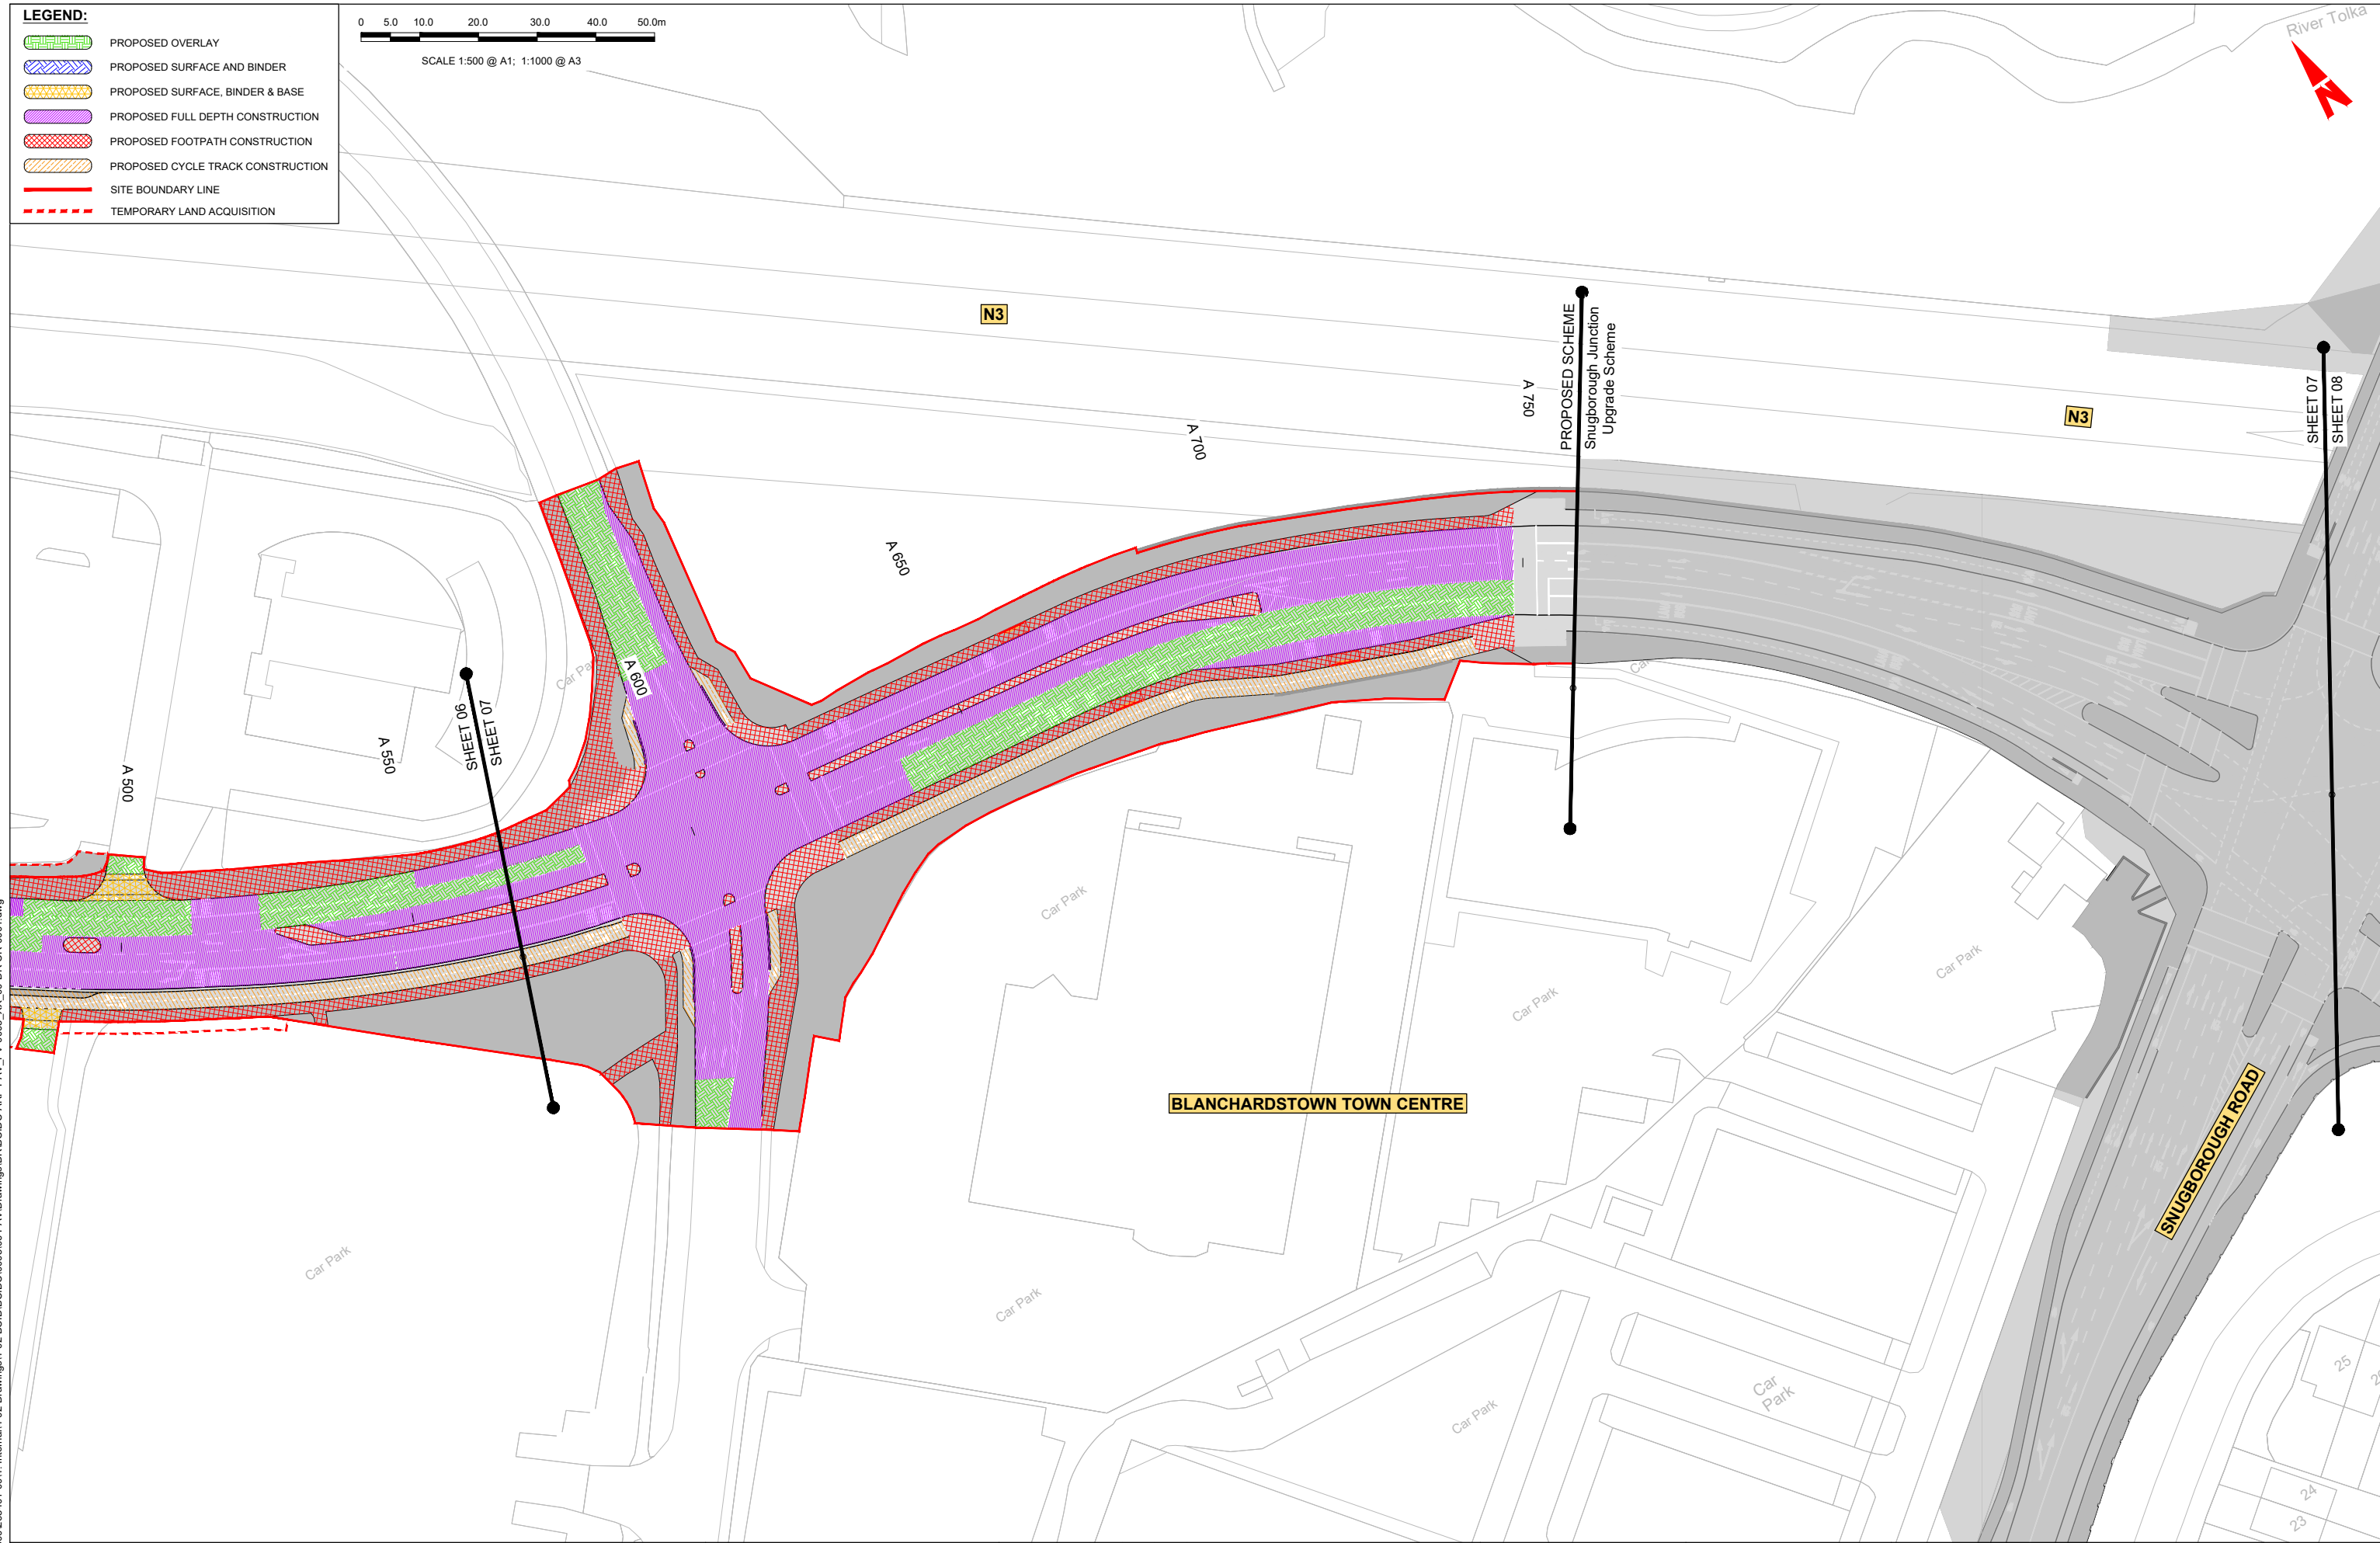 LEGEND:
PROPOSED OVERLAY
PROPOSED SURFACE AND BINDER
PROPOSED SURFACE, BINDER & BASE
PROPOSED FULL DEPTH CONSTRUCTION
PROPOSED FOOTPATH CONSTRUCTION
PROPOSED CYCLE TRACK CONSTRUCTION
SITE BOUNDARY LINE
TEMPORARY LAND ACQUISITION
0 5.0 10.0 20.0 30.0 40.0 50.0m
SCALE 1:500 @ A1; 1:1000 @ A3
River Tolka
N
N3
N3
PROPOSED SCHEME
Snugborough Junction
Upgrade Scheme
SHEET 07
SHEET 08
A 750
A 700
A 650
A 600
A 550
A 500
SHEET 06
SHEET 07
Car Park
Car Park
Car Park
Car Park
BLANCHARDSTOWN TOWN CENTRE
SNUGBOROUGH ROAD
Car Park
Car Park
Car Park
Car
Park
25
24
23